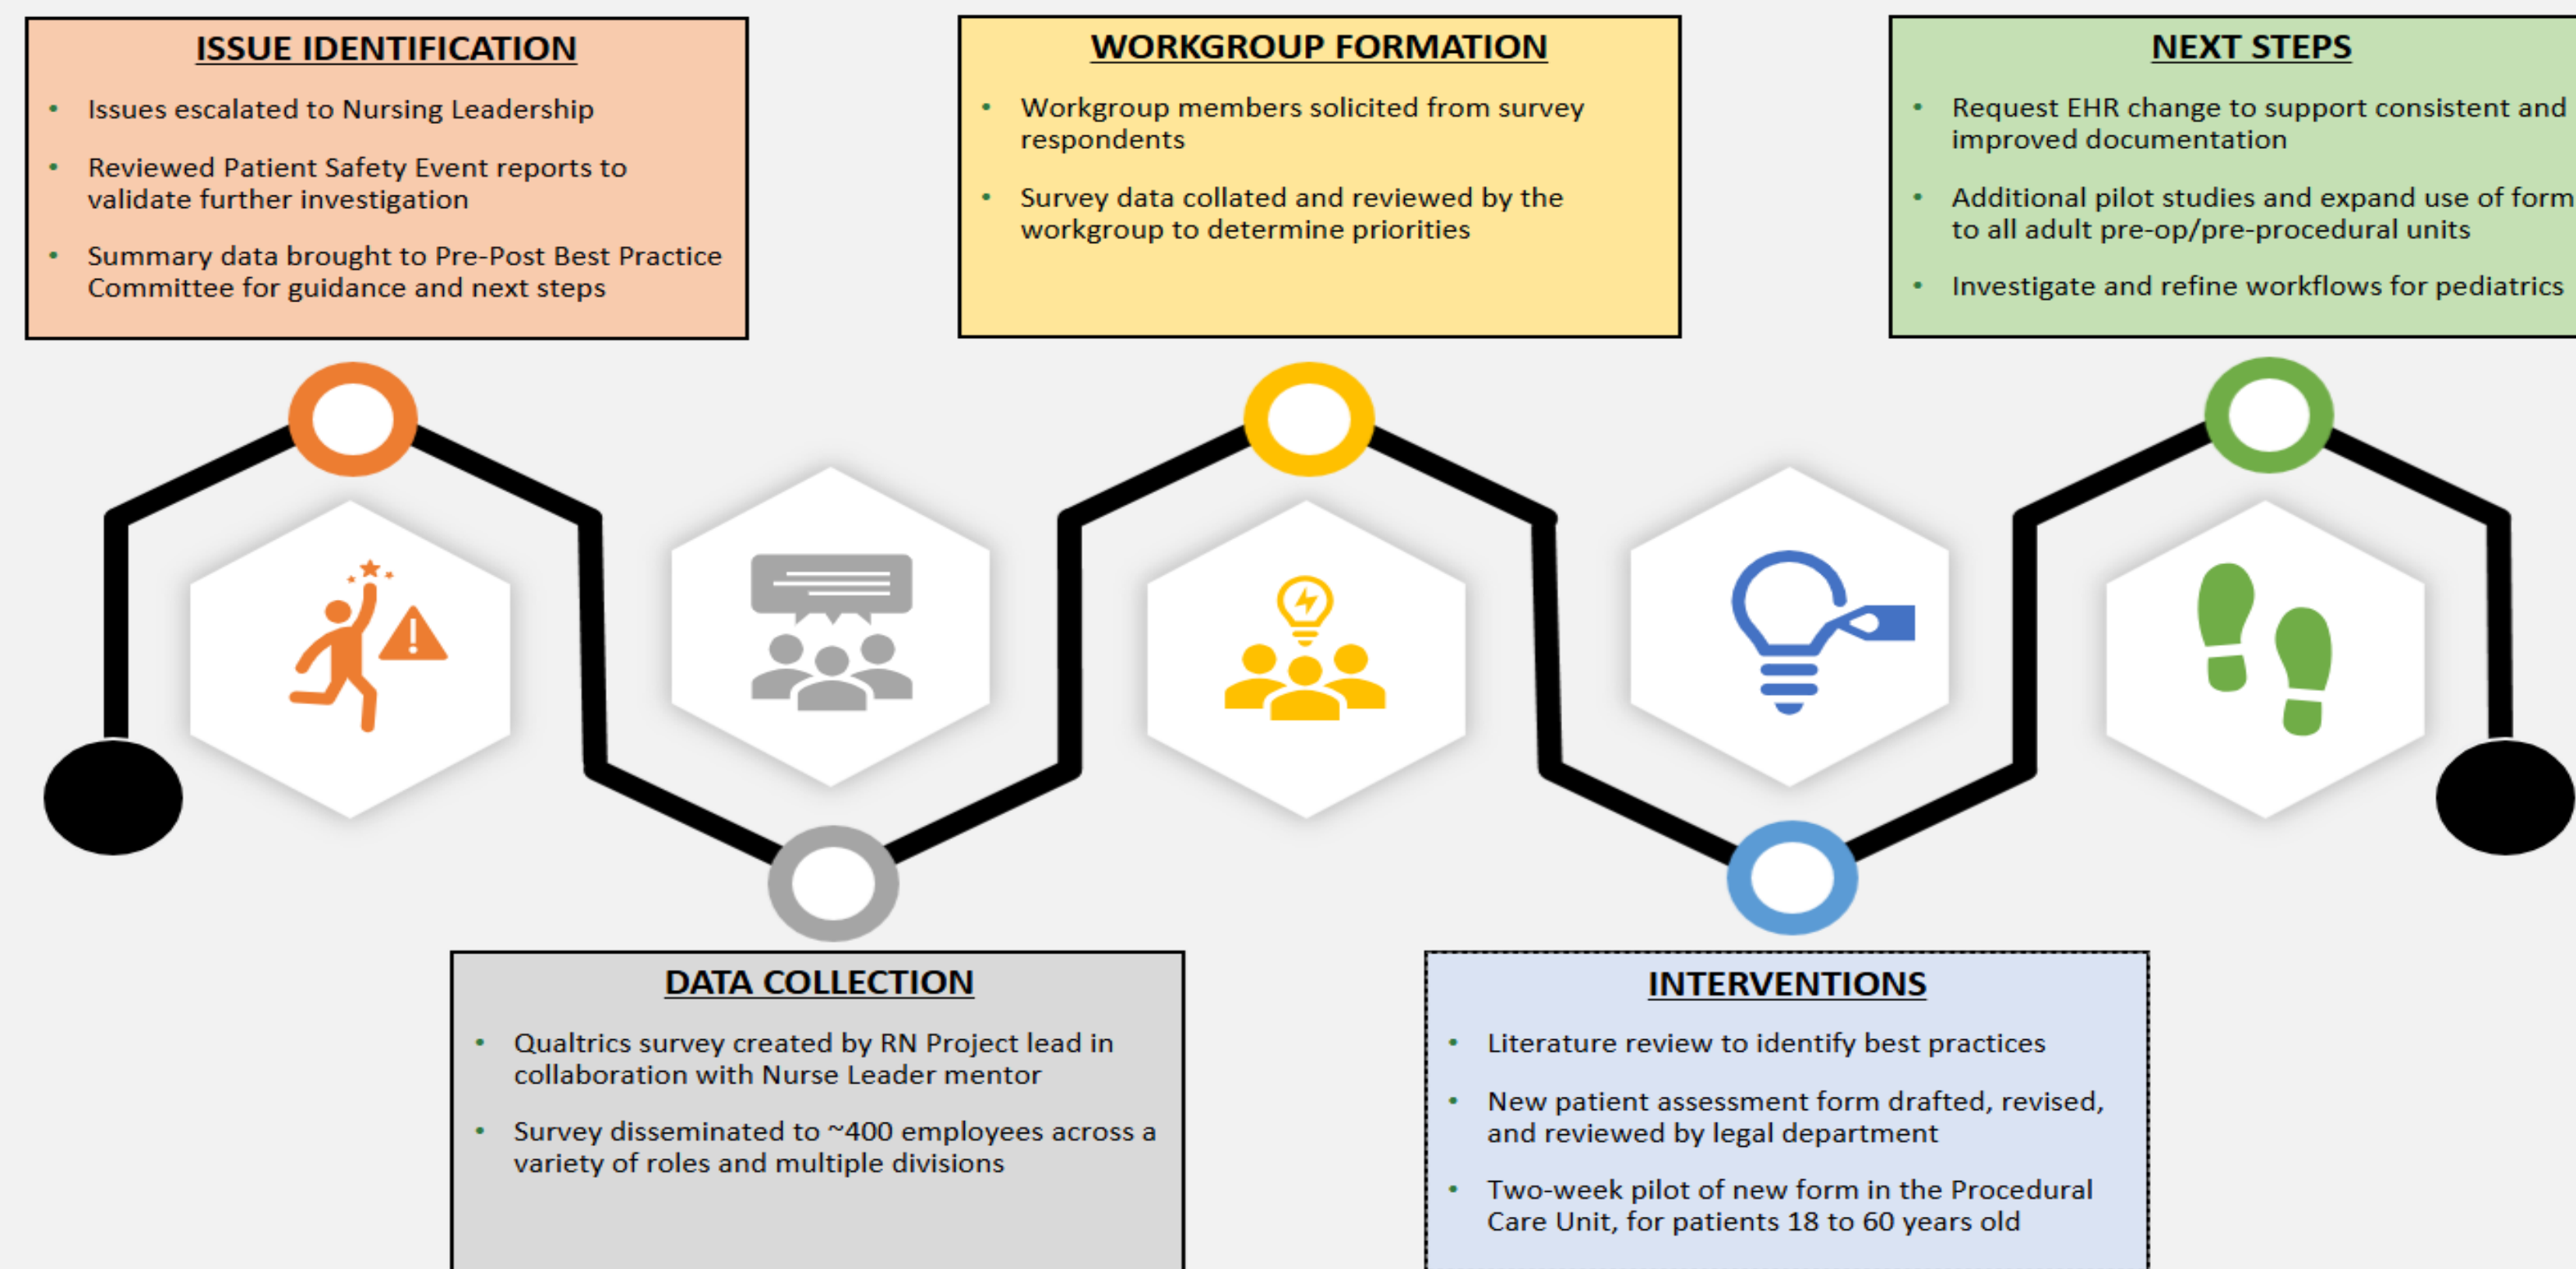 ISSUE IDENTIFICATION
• Issues escalated to Nursing Leadership
• Reviewed Patient Safety Event reports to
validate further investigation
• Summary data brought to Pre-Post Best Practice
Committee for guidance and next steps
DATA COLLECTION
• Qualtrics survey created by RN Project lead in
collaboration with Nurse Leader mentor
• Survey disseminated to ~400 employees across a
variety of roles and multiple divisions
WORKGROUP FORMATION
• Workgroup members solicited from survey
respondents
• Survey data collated and reviewed by the
workgroup to determine priorities
INTERVENTIONS
• Literature review to identify best practices
• New patient assessment form drafted, revised,
and reviewed by legal department
• Two-week pilot of new form in the Procedural
Care Unit, for patients 18 to 60 years old
NEXT STEPS
• Request EHR change to support consistent and
improved documentation
• Additional pilot studies and expand use of form
to all adult pre-op/pre-procedural units
• Investigate and refine workflows for pediatrics